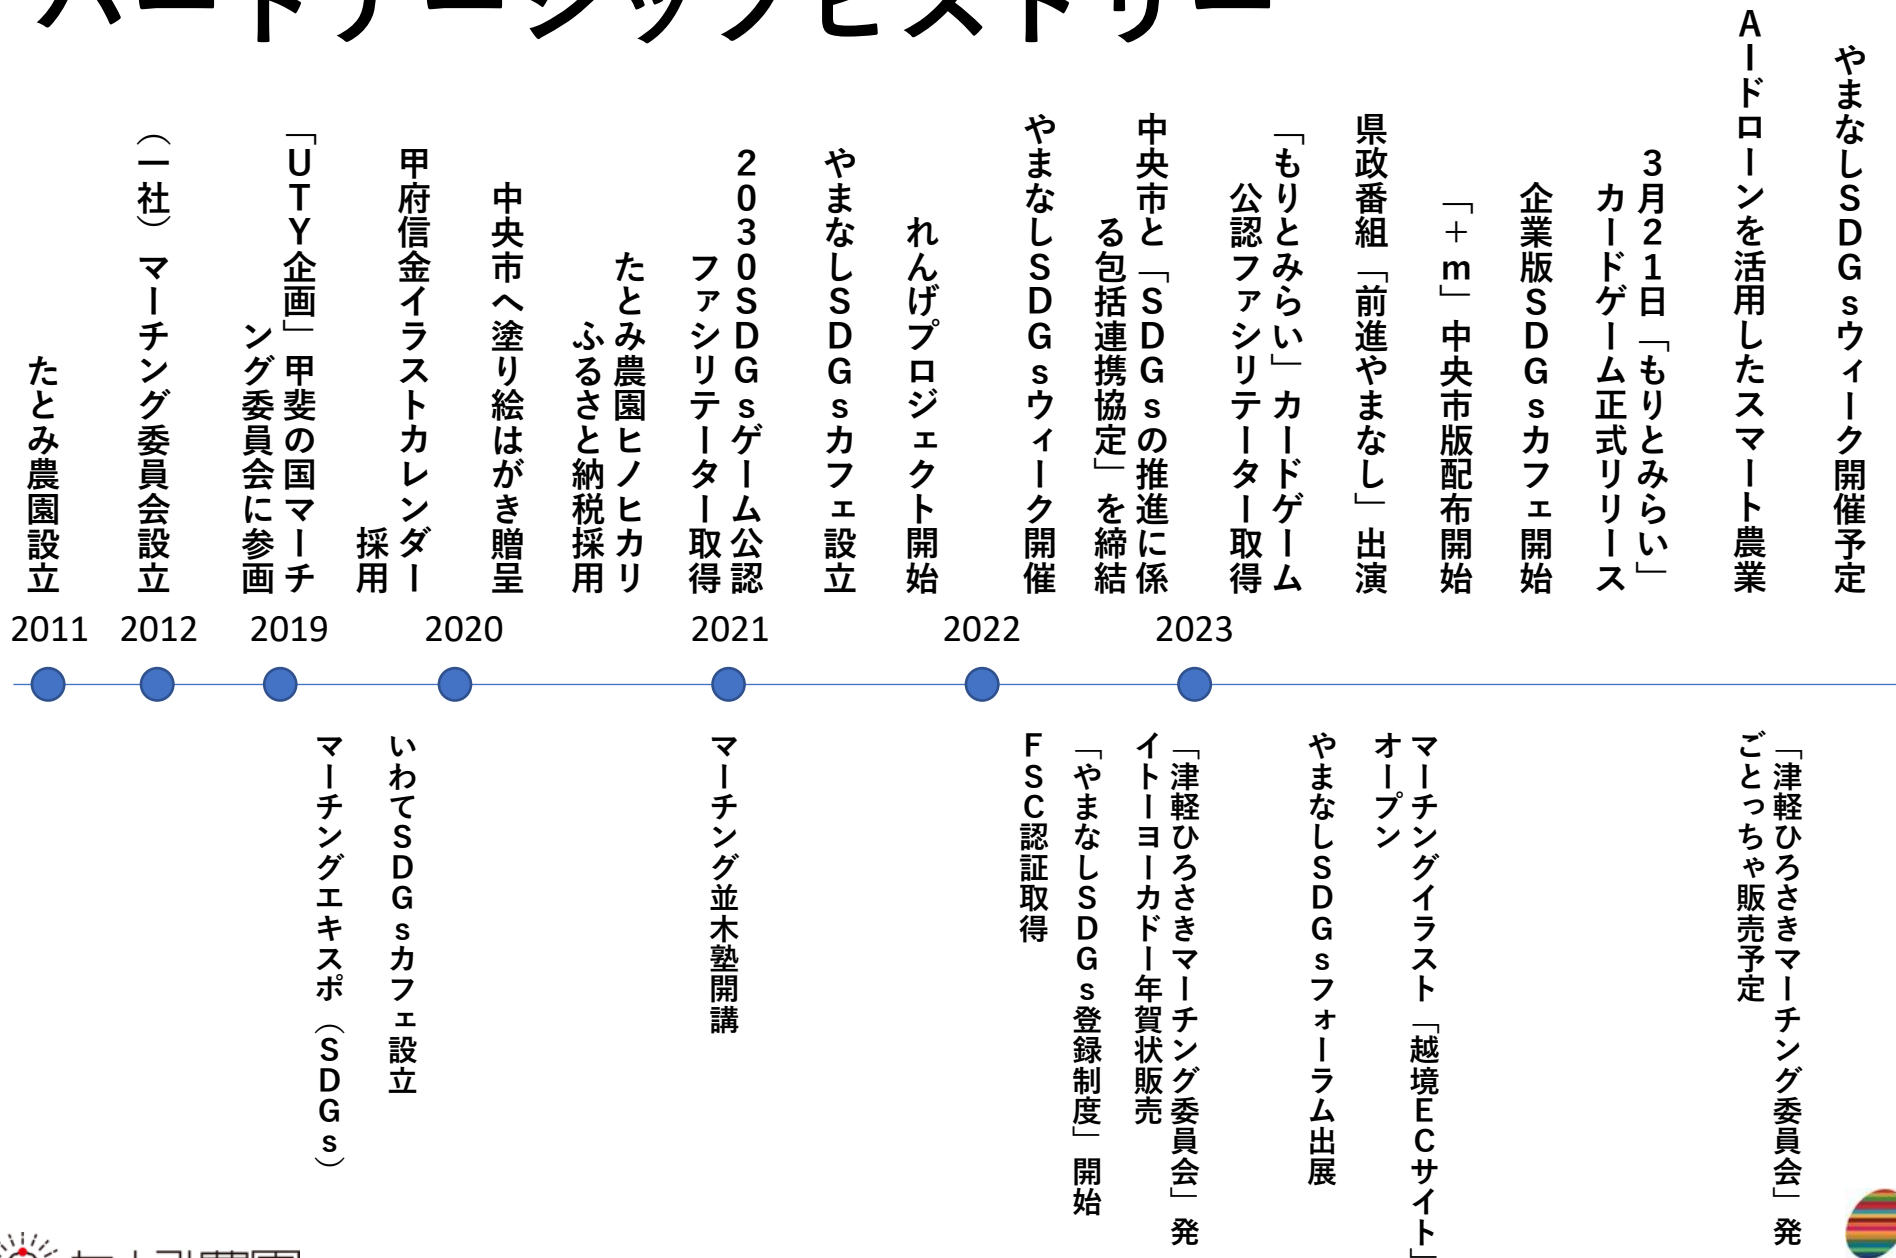 パートナーシップヒストリー
たとみ農園設立
（一社）マーチング委員会設立
「UTY企画」甲斐の国マーチ
ング委員会に参画
甲府信金イラストカレンダー
採用
中央市へ塗り絵はがき贈呈
たとみ農園ヒノヒカリ
ふるさと納税採用
2030SDGsゲーム公認
ファシリテーター取得
やまなしSDGsカフェ設立
れんげプロジェクト開始
やまなしSDGsウィーク開催
中央市と「SDGsの推進に係
る包括連携協定」を締結
「もりとみらい」カードゲーム
公認ファシリテーター取得
県政番組「前進やまなし」出演
「+m」中央市版配布開始
企業版SDGsカフェ開始
3月21日「もりとみらい」
カードゲーム正式リリース
AIドローンを活用したスマート農業
やまなしSDGsウィーク開催予定
2011
2012
2019
2020
2021
2022
2023
マーチングエキスポ（SDGs）
いわてSDGsカフェ設立
マーチング並木塾開講
FSC認証取得
「やまなしSDGs登録制度」開始
「津軽ひろさきマーチング委員会」発
イトーヨーカドー年賀状販売
やまなしSDGsフォーラム出展
マーチングイラスト「越境ECサイト」
オープン
「津軽ひろさきマーチング委員会」発
ごとっちゃ販売予定